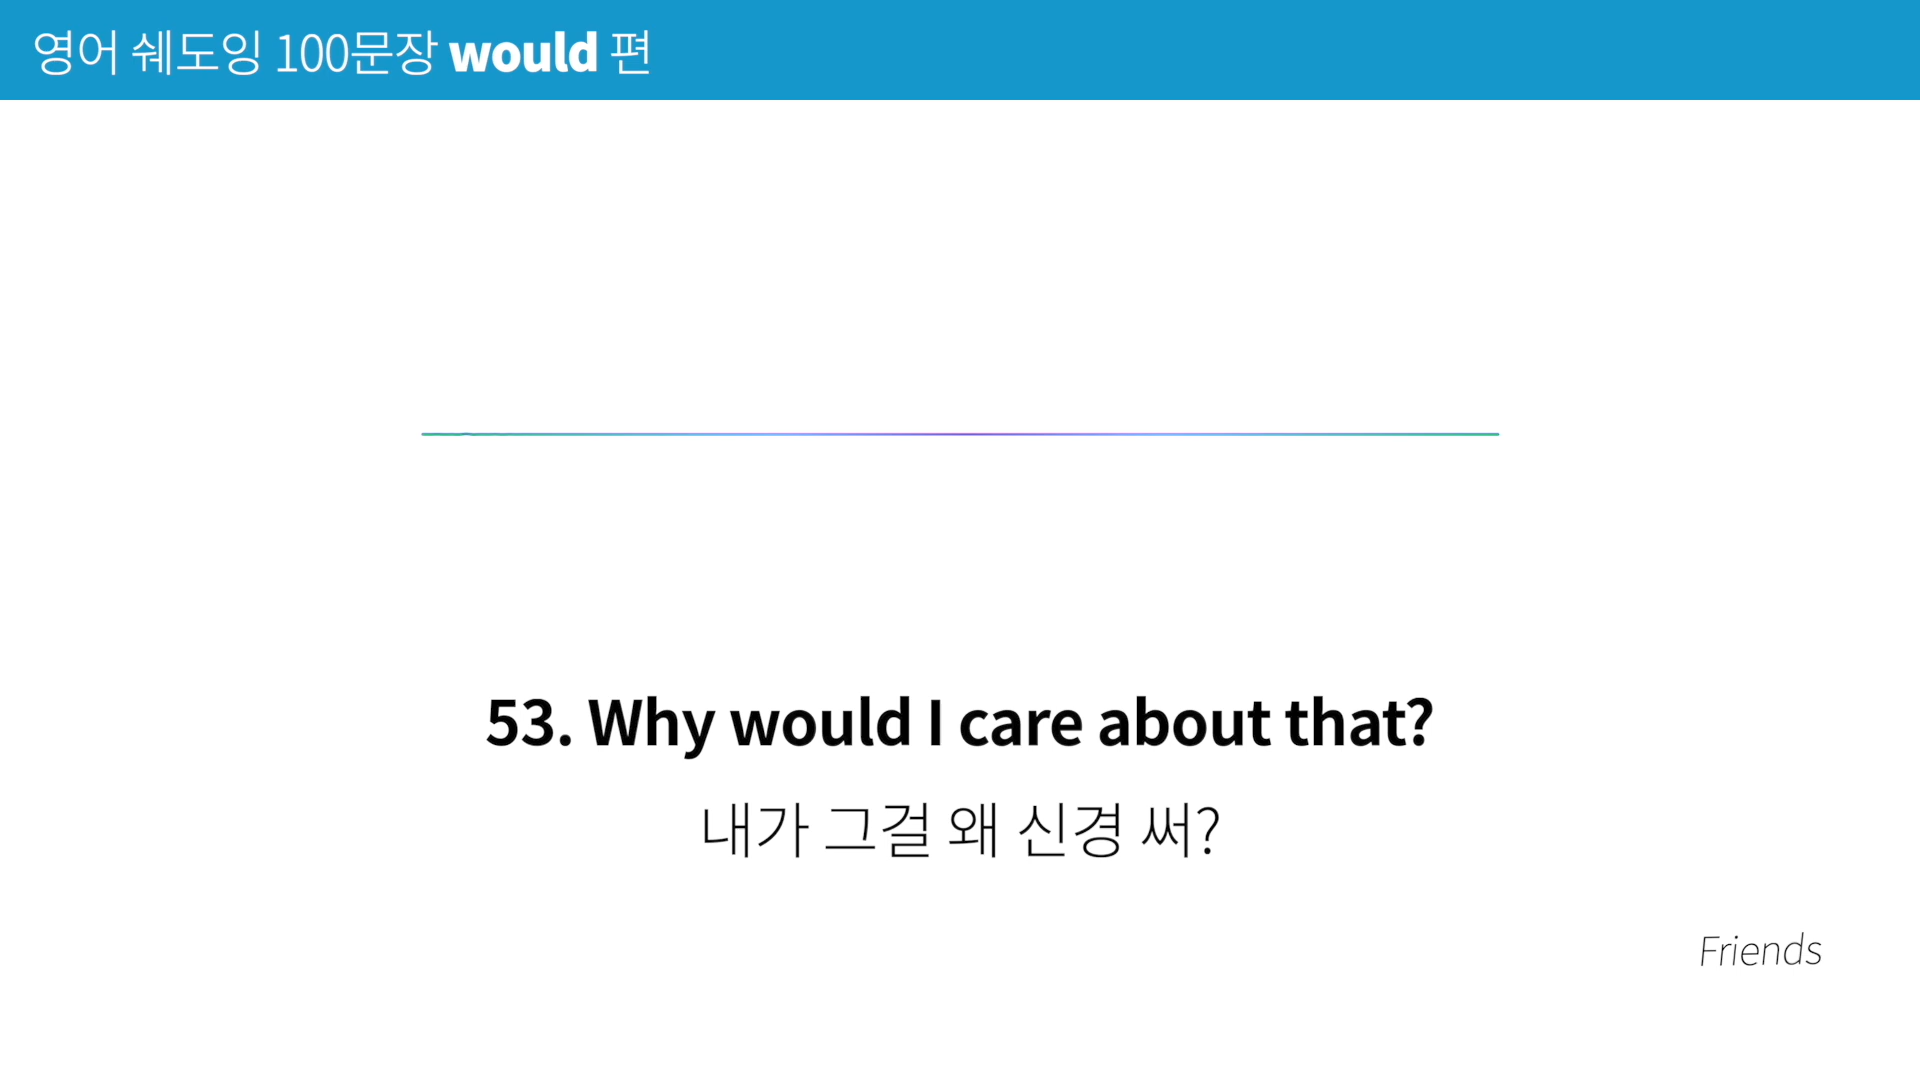 영어 쉐도잉 100문장 would 편
53. Why would I care about that?
내가 그걸 왜 신경 써?
Friends